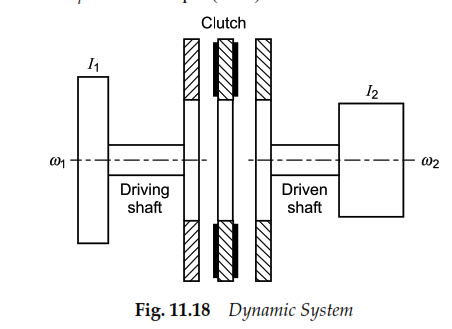 Clutch
I1
I2
ω1
ω2
Driving
shaft
Driven
shaft
Fig. 11.18 Dynamic System